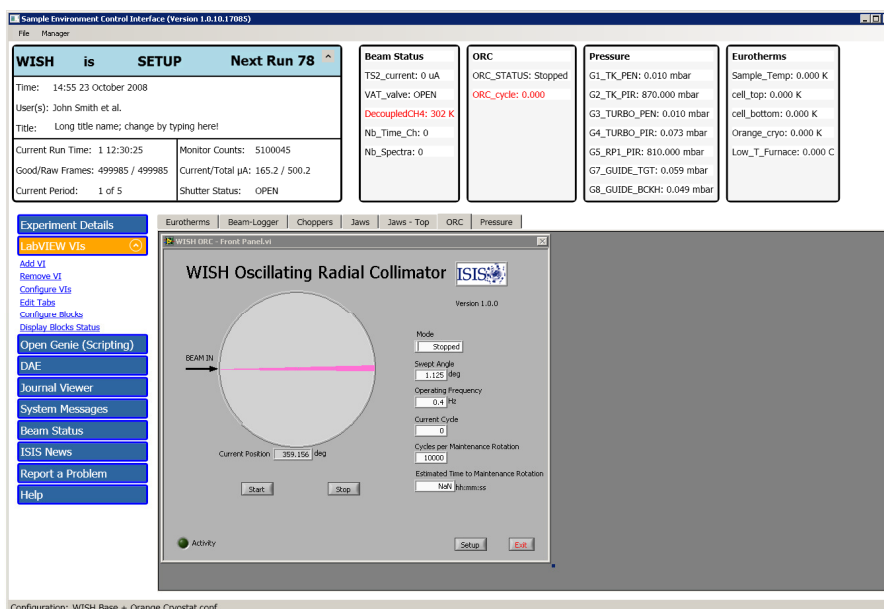 Sample Environment Control Interface (Version 1.0.10.17085)
File Manager
WISH is SETUP Next Run 78
Time: 14:55 23 October 2008
User(s): John Smith et al.
Title: Long title name; change by typing here!
Current Run Time: 1 12:30:25 Monitor Counts: 5100045
Good/Raw Frames: 499985 / 499985 Current/Total µA: 165.2 / 500.2
Current Period: 1 of 5 Shutter Status: OPEN
Beam Status
TS2_current: 0 uA
VAT_valve: OPEN
DecoupledCH4: 302 K
Nb_Time_Ch: 0
Nb_Spectra: 0
ORC
ORC_STATUS: Stopped
ORC_cycle: 0.000
Pressure
G1_TK_PEN: 0.010 mbar
G2_TK_PIR: 870.000 mbar
G3_TURBO_PEN: 0.010 mbar
G4_TURBO_PIR: 0.073 mbar
G5_RP1_PIR: 810.000 mbar
G7_GUIDE_TGT: 0.059 mbar
G8_GUIDE_BCKH: 0.049 mbar
Eurotherms
Sample_Temp: 0.000 K
cell_top: 0.000 K
cell_bottom: 0.000 K
Orange_cryo: 0.000 K
Low_T_Furnace: 0.000 C
Experiment Details
LabVIEW VIs
Add VI
Remove VI
Configure VIs
Edit Tabs
Configure Blocks
Display Blocks Status
Open Genie (Scripting)
DAE
Journal Viewer
System Messages
Beam Status
ISIS News
Report a Problem
Help
Eurotherms Beam-Logger Choppers Jaws Jaws - Top ORC Pressure
WISH ORC - Front Panel.vi
WISH Oscillating Radial Collimator ISIS
Version 1.0.0
BEAM IN
Mode
Stopped
Swept Angle
1.125 deg
Operating Frequency
0.4 Hz
Current Cycle
0
Cycles per Maintenance Rotation
10000
Estimated Time to Maintenance Rotation
NaN hh:mm:ss
Current Position 359.156 deg
Start Stop
Activity
Setup Exit
Configuration: WISH Base + Orange Cryostat.conf